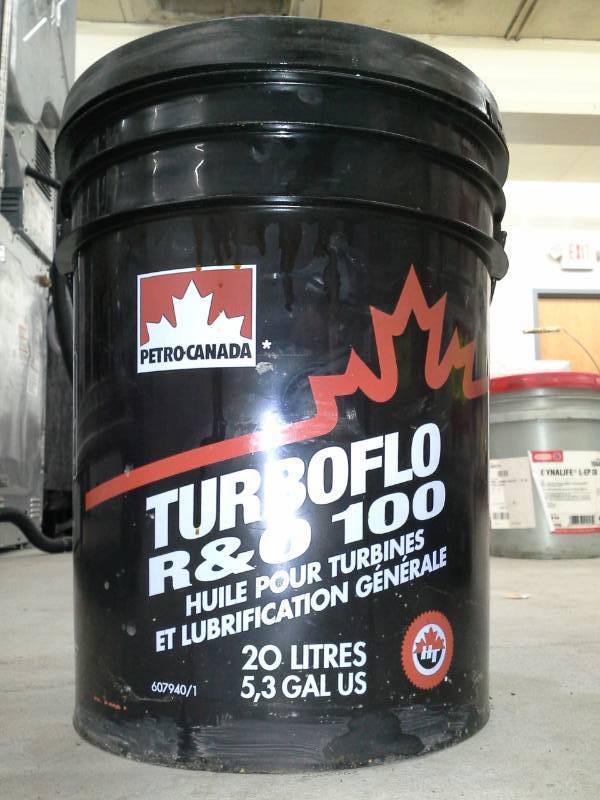 PETRO-CANADA*
TURBOFLO
R&O 100
HUILE POUR TURBINES
ET LUBRIFICATION GÉNÉRALE
20 LITRES
5,3 GAL US
607940/1
HT
EXIT